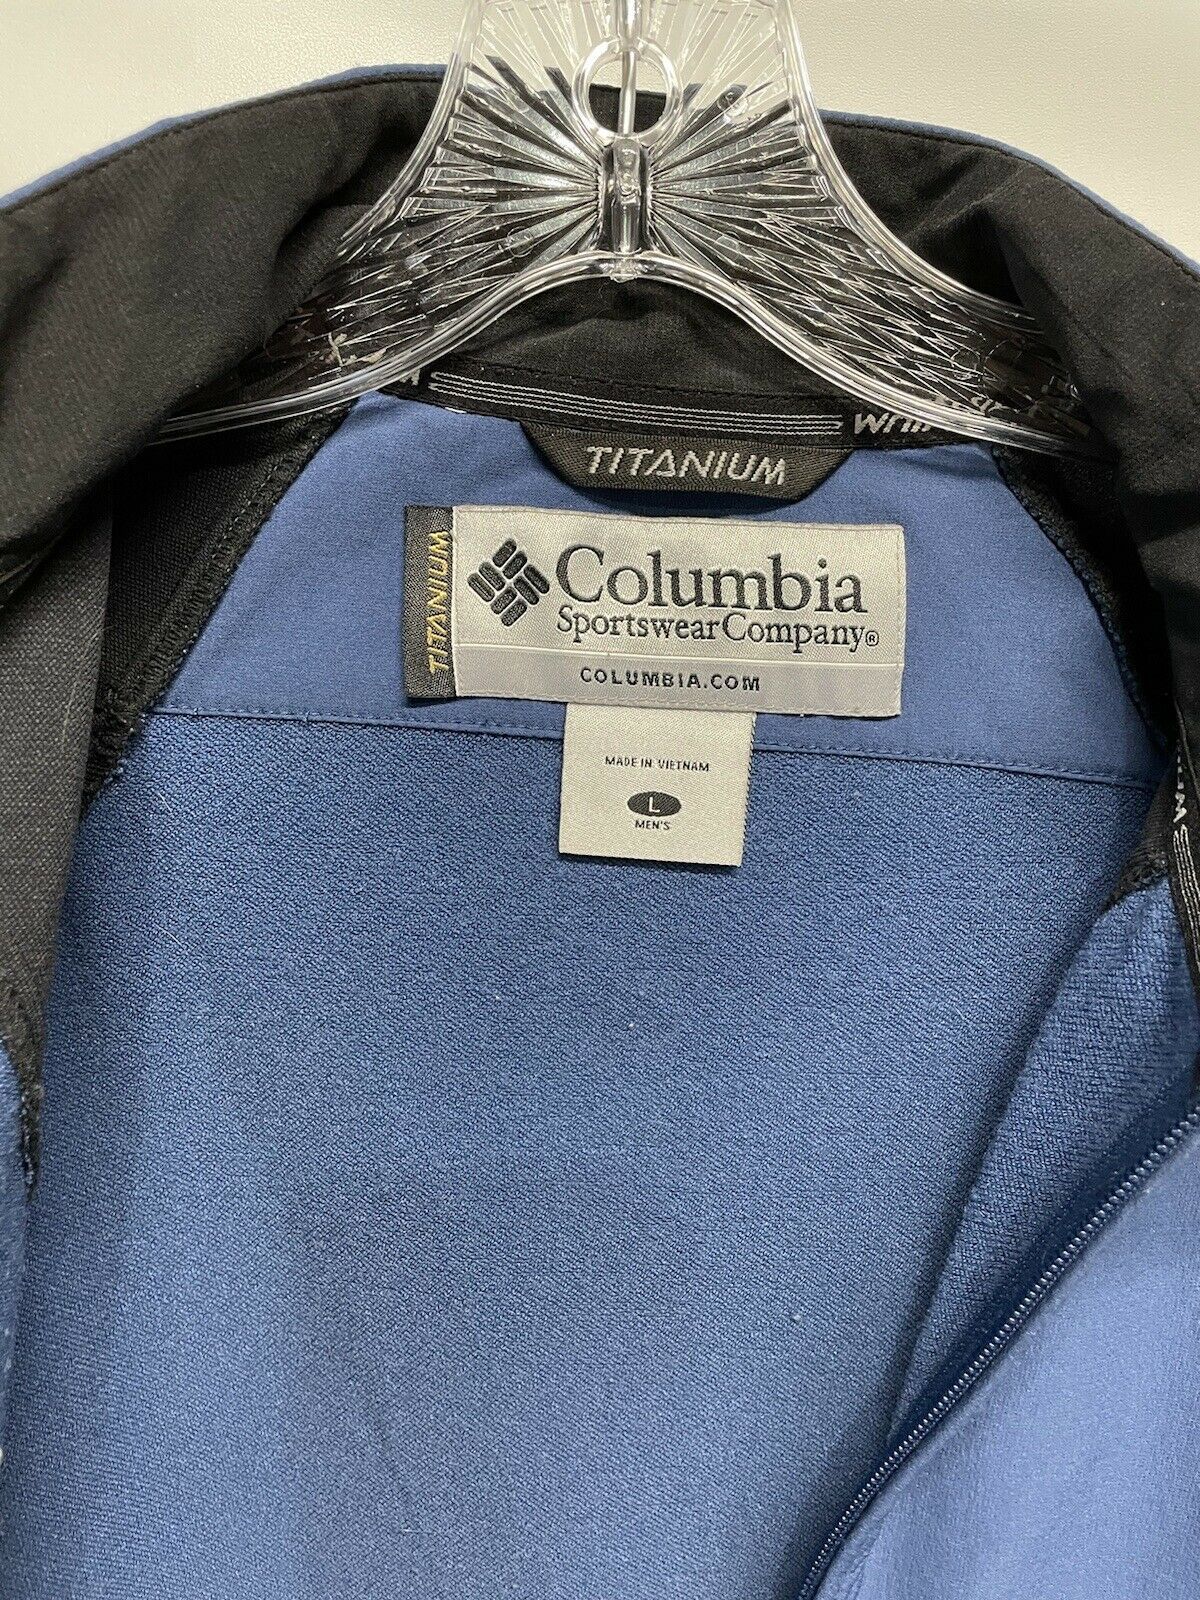 TITANIUM
TITANIUM
Columbia
Sportswear Company®
COLUMBIA.COM
MADE IN VIETNAM
L
MEN'S